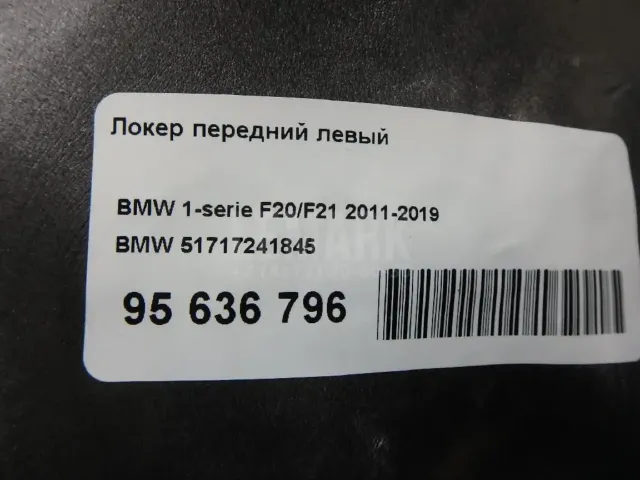 Локер передний левый
BMW 1-serie F20/F21 2011-2019
BMW 51717241845
95 636 796